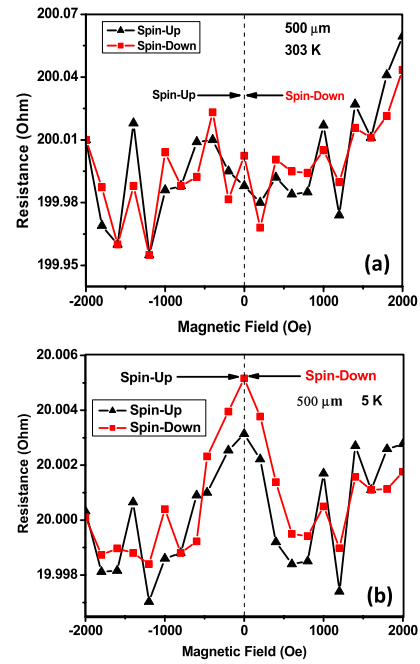 200.07
Spin-Up
Spin-Down
500 μm
303 K
200.04
Spin-Up
Spin-Down
200.01
199.98
199.95
(a)
Resistance (Ohm)
-2000 -1000 0 1000 2000
Magnetic Field (Oe)
20.006
Spin-Up
Spin-Down
500 μm 5 K
Spin-Up
Spin-Down
20.004
20.002
20.000
19.998
(b)
Resistance (Ohm)
-2000 -1000 0 1000 2000
Magnetic Field (Oe)